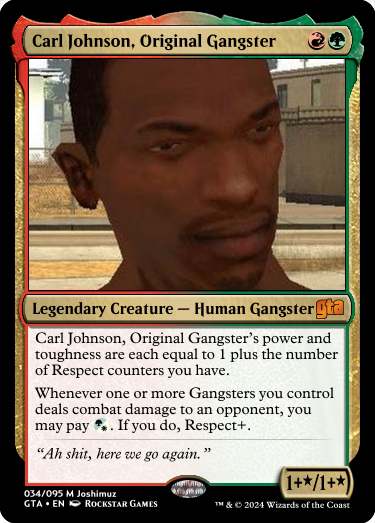 Carl Johnson, Original Gangster
Legendary Creature — Human Gangster gta
Carl Johnson, Original Gangster's power and
toughness are each equal to 1 plus the number
of Respect counters you have.
Whenever one or more Gangsters you control
deals combat damage to an opponent, you
may pay . If you do, Respect+.
“Ah shit, here we go again.”
1+★/1+★
034/095 M Joshimuz
GTA • EN Rockstar Games
™ & © 2024 Wizards of the Coast